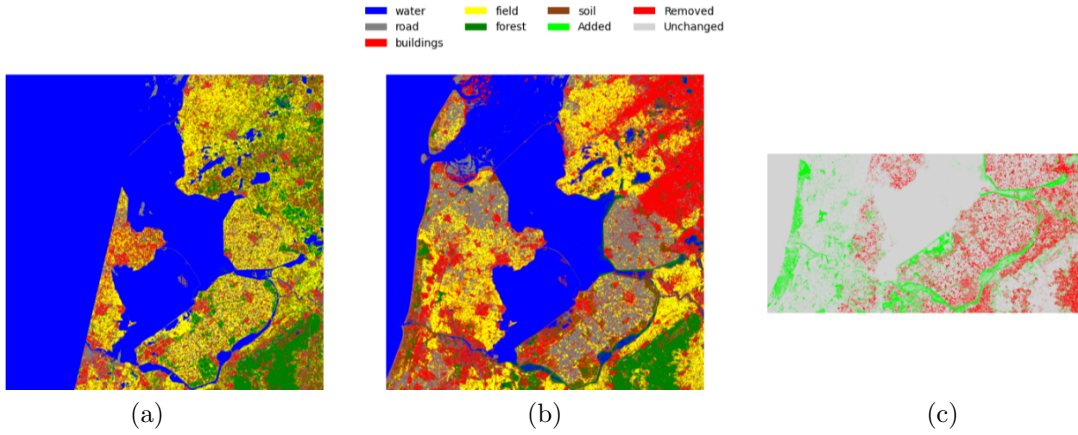 water field soil Removed
road forest Added Unchanged
buildings
(a) (b) (c)